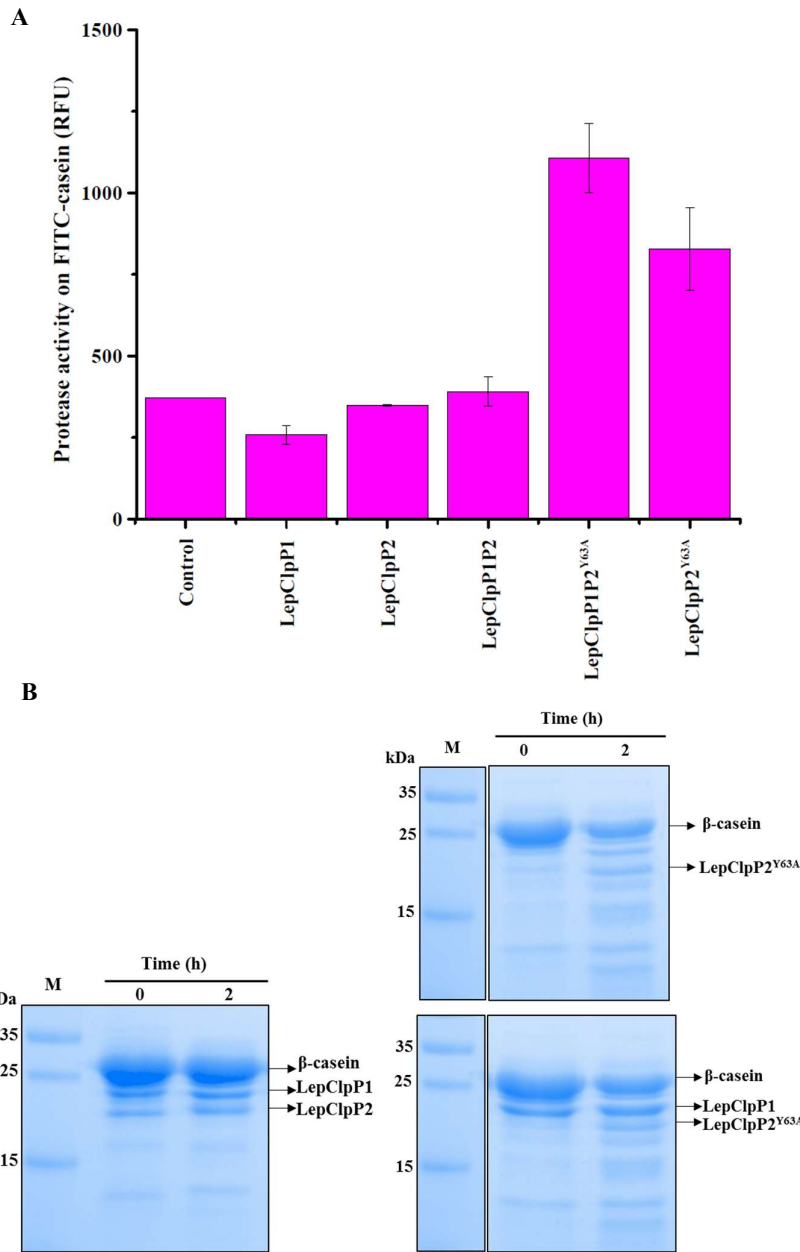 A
1500
1000
500
0
Protease activity on FITC-casein (RFU)
Control
LepClpP1
LepClpP2
LepClpP1P2
LepClpP1P2Y63A
LepClpP2Y63A
B
Time (h)
kDa M 0 2
35
25
15
β-casein
LepClpP2Y63A
Time (h)
M 0 2
Da
35
25
15
β-casein
LepClpP1
LepClpP2
35
25
15
β-casein
LepClpP1
LepClpP2Y63A